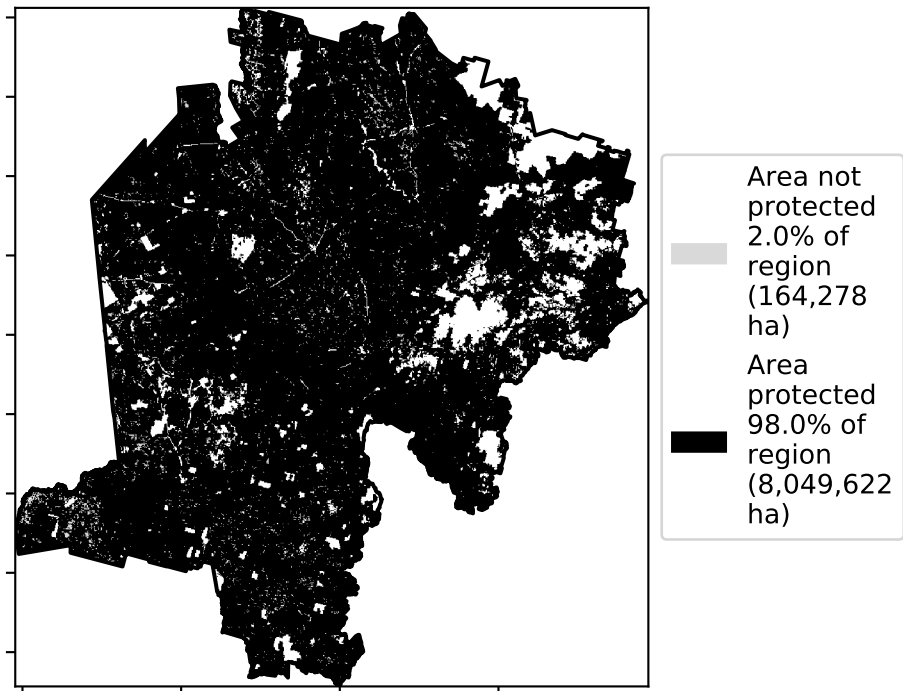 Area not
protected
2.0% of
region
(164,278
ha)
Area
protected
98.0% of
region
(8,049,622
ha)